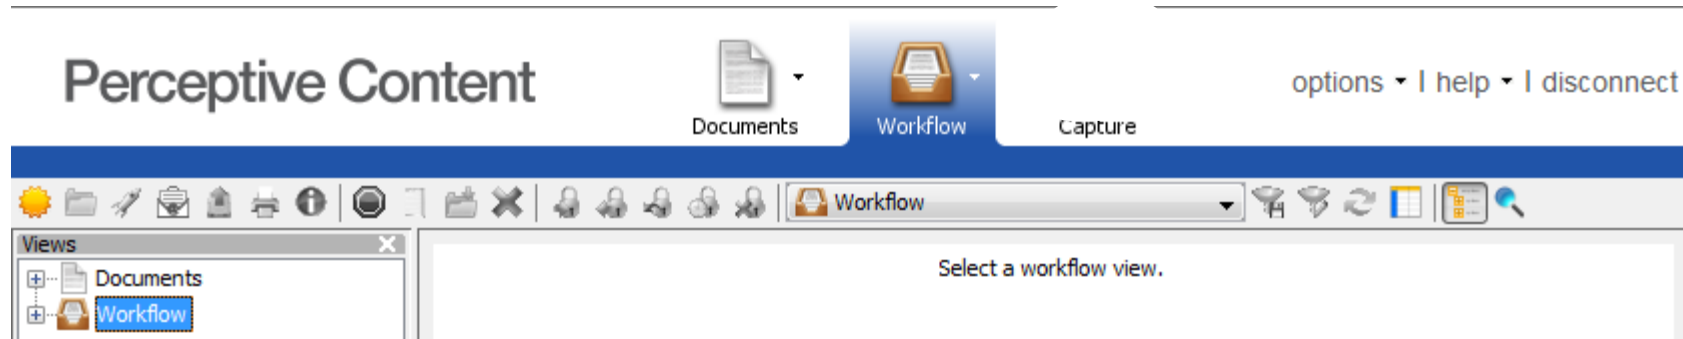 Perceptive Content
Documents
Workflow
Capture
options | help | disconnect
Workflow
Views
Documents
Workflow
Select a workflow view.